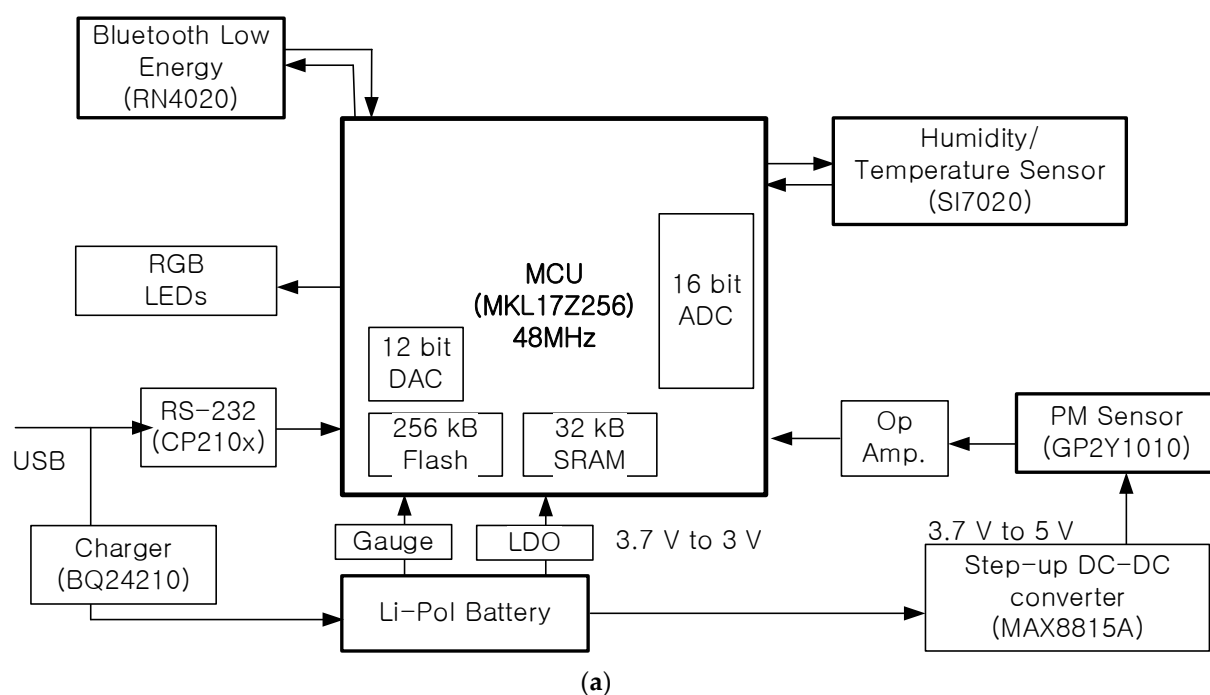 Bluetooth Low
Energy
(RN4020)
Humidity/
Temperature Sensor
(SI7020)
RGB
LEDs
MCU
(MKL17Z256)
48MHz
16 bit
ADC
12 bit
DAC
256 kB
Flash
32 kB
SRAM
USB
RS-232
(CP210x)
Op
Amp.
PM Sensor
(GP2Y1010)
Charger
(BQ24210)
Gauge
LDO
3.7 V to 3 V
3.7 V to 5 V
Li-Pol Battery
Step-up DC-DC
converter
(MAX8815A)
(a)